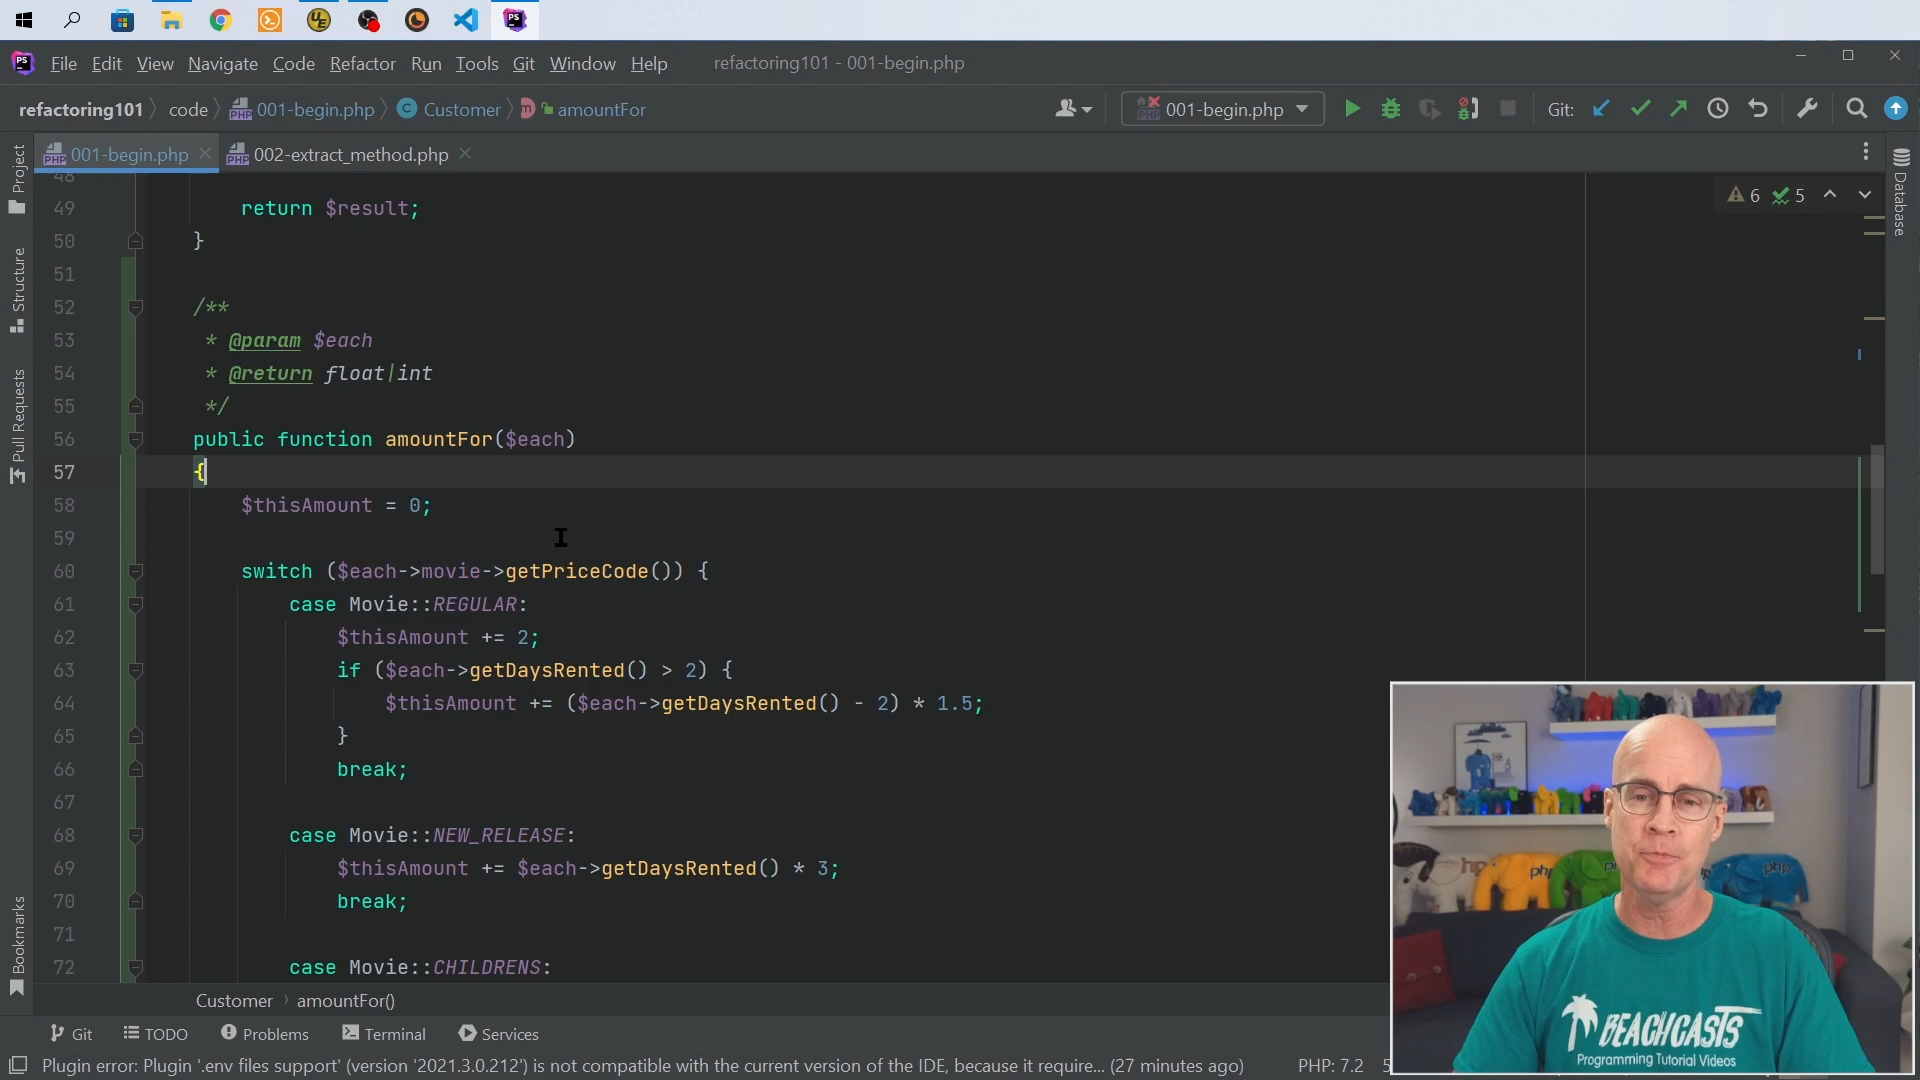 File Edit View Navigate Code Refactor Run Tools Git Window Help refactoring101 - 001-begin.php
refactoring101 code 001-begin.php Customer amountFor 001-begin.php Git:
001-begin.php 002-extract_method.php
Project
Structure
Pull Requests
Bookmarks
Database
6 5
48
49 return $result;
50 }
51
52 /**
53 * @param $each
54 * @return float|int
55 */
56 public function amountFor($each)
57 {
58 $thisAmount = 0;
59
60 switch ($each->movie->getPriceCode()) {
61 case Movie::REGULAR:
62 $thisAmount += 2;
63 if ($each->getDaysRented() > 2) {
64 $thisAmount += ($each->getDaysRented() - 2) * 1.5;
65 }
66 break;
67
68 case Movie::NEW_RELEASE:
69 $thisAmount += $each->getDaysRented() * 3;
70 break;
71
72 case Movie::CHILDRENS:
Customer amountFor()
Git TODO Problems Terminal Services
Plugin error: Plugin '.env files support' (version '2021.3.0.212') is not compatible with the current version of the IDE, because it require... (27 minutes ago) PHP: 7.2
php
php
BEACHCASTS
Programming Tutorial Videos